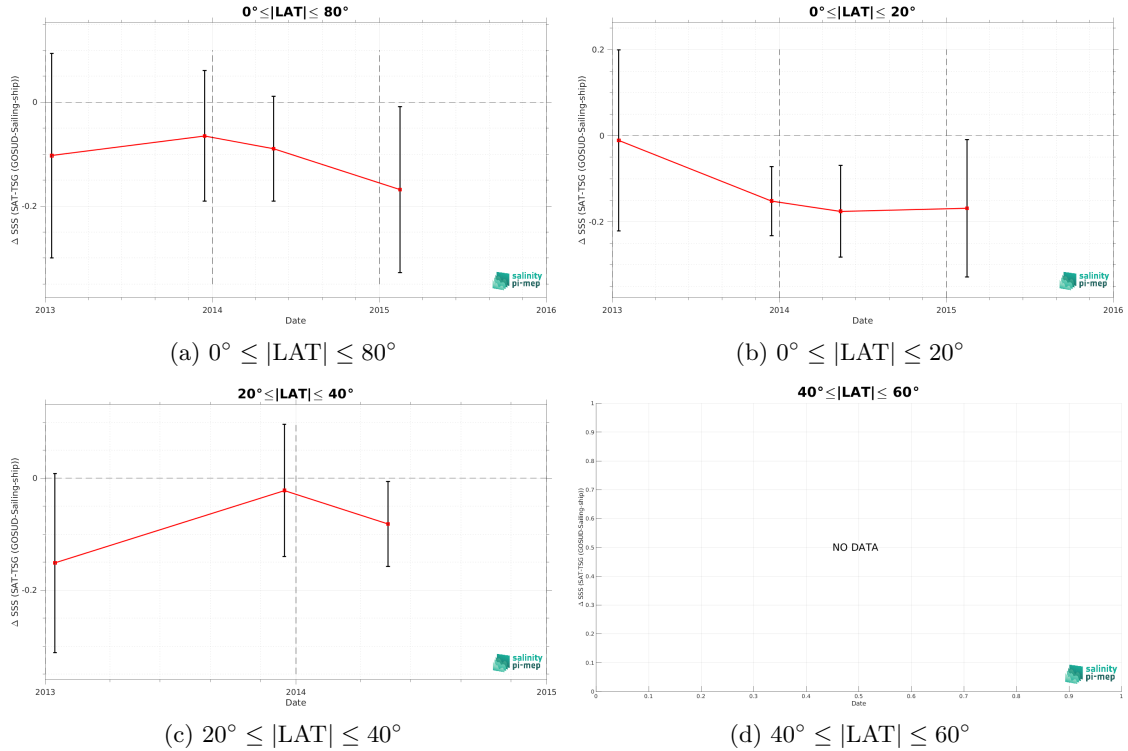 0°≤|LAT|≤ 80°
Δ SSS (SAT-TSG (GOSUD-Sailing-ship))
0
-0.2
2013
2014
2015
2016
Date
salinity
pi-mep
(a) 0° ≤ |LAT| ≤ 80°
0°≤|LAT|≤ 20°
Δ SSS (SAT-TSG (GOSUD-Sailing-ship))
0.2
0
-0.2
2013
2014
2015
2016
Date
salinity
pi-mep
(b) 0° ≤ |LAT| ≤ 20°
20°≤|LAT|≤ 40°
Δ SSS (SAT-TSG (GOSUD-Sailing-ship))
0
-0.2
2013
2014
2015
Date
salinity
pi-mep
(c) 20° ≤ |LAT| ≤ 40°
40°≤|LAT|≤ 60°
Δ SSS (SAT-TSG (GOSUD-Sailing-ship))
1
0.9
0.8
0.7
0.6
0.5
0.4
0.3
0.2
0.1
0
NO DATA
0
0.1
0.2
0.3
0.4
0.5
0.6
0.7
0.8
0.9
1
Date
salinity
pi-mep
(d) 40° ≤ |LAT| ≤ 60°